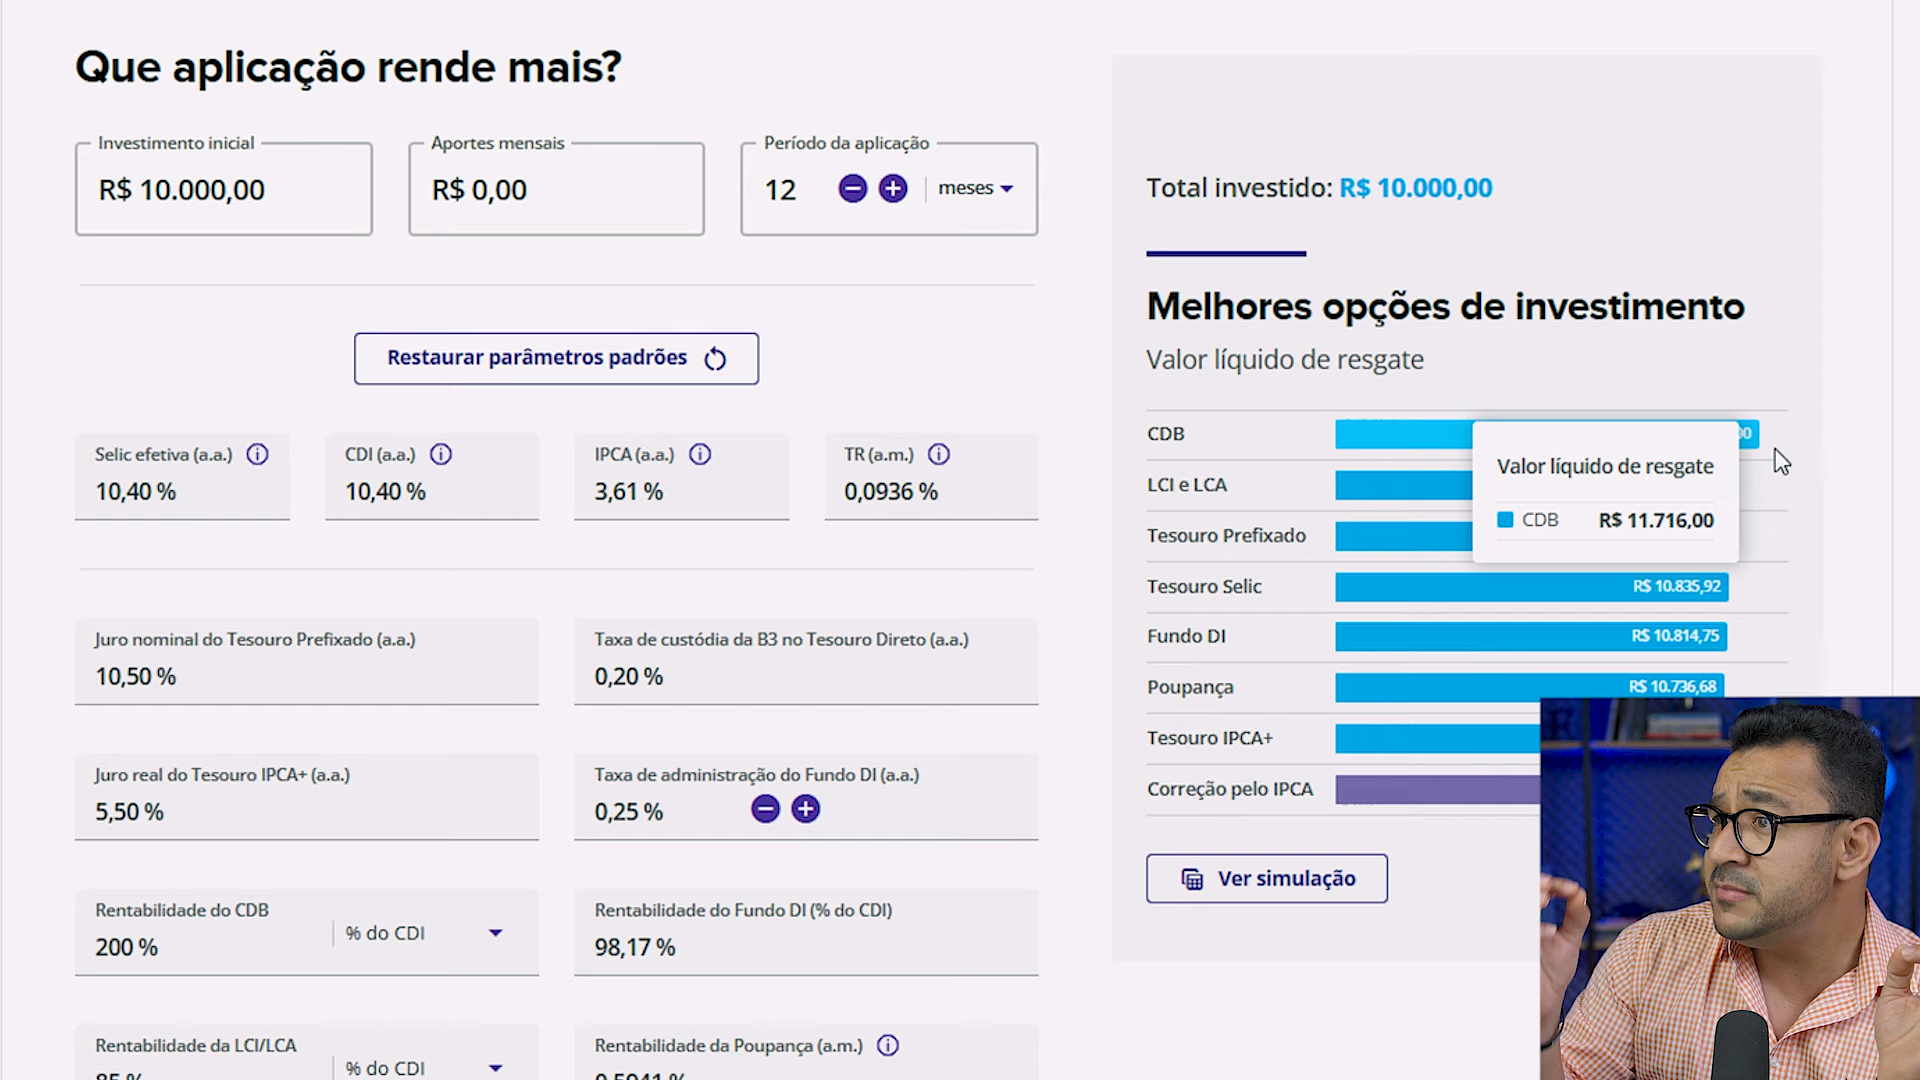 Que aplicação rende mais?
Investimento inicial
R$ 10.000,00
Aportes mensais
R$ 0,00
Período da aplicação
12
meses
Restaurar parâmetros padrões
Selic efetiva (a.a.)
10,40 %
CDI (a.a.)
10,40 %
IPCA (a.a.)
3,61 %
TR (a.m.)
0,0936 %
Juro nominal do Tesouro Prefixado (a.a.)
10,50 %
Taxa de custódia da B3 no Tesouro Direto (a.a.)
0,20 %
Juro real do Tesouro IPCA+ (a.a.)
5,50 %
Taxa de administração do Fundo DI (a.a.)
0,25 %
Rentabilidade do CDB
200 %
% do CDI
Rentabilidade do Fundo DI (% do CDI)
98,17 %
Rentabilidade da LCI/LCA
% do CDI
Rentabilidade da Poupança (a.m.)
Total investido: R$ 10.000,00
Melhores opções de investimento
Valor líquido de resgate
CDB
LCI e LCA
Tesouro Prefixado
Valor líquido de resgate
CDB R$ 11.716,00
Tesouro Selic R$ 10.835,92
Fundo DI R$ 10.814,75
Poupança R$ 10.736,68
Tesouro IPCA+
Correção pelo IPCA
Ver simulação